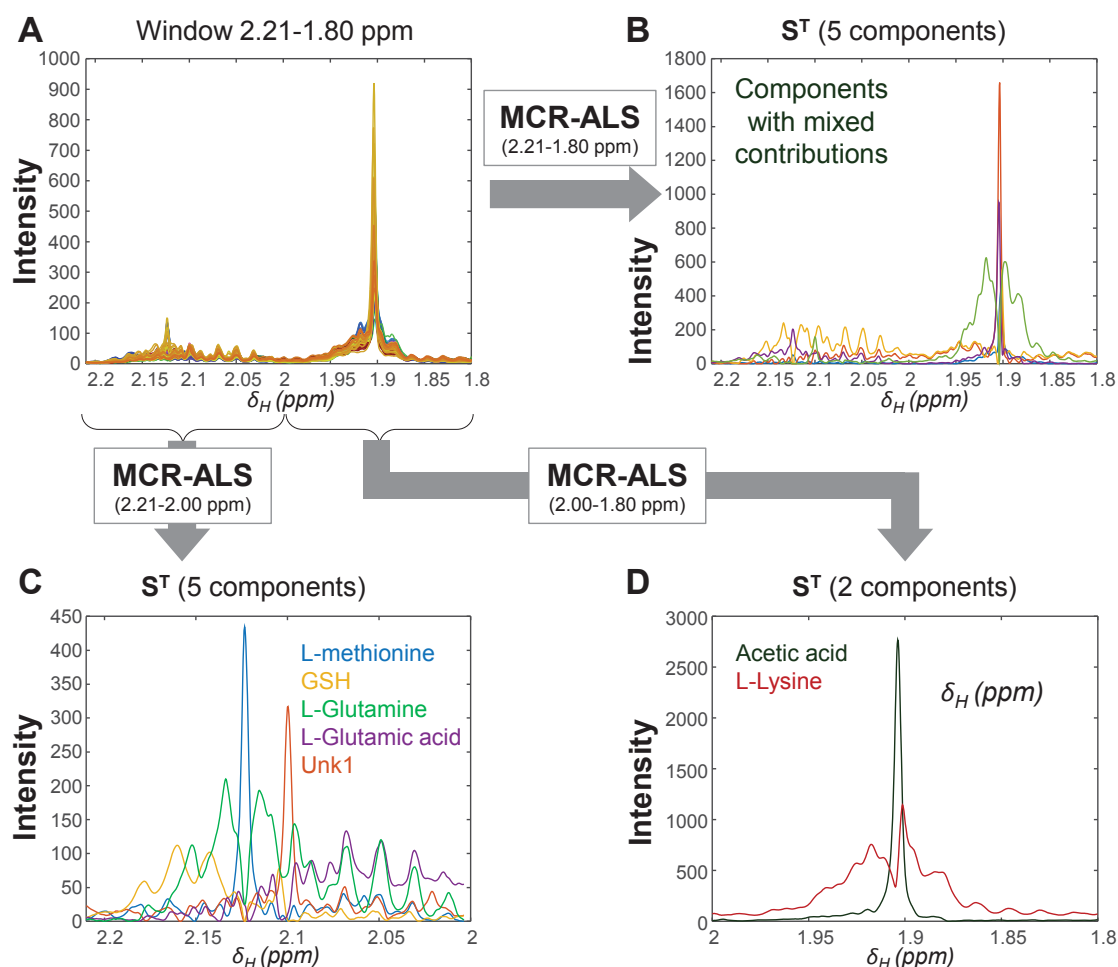 A
Window 2.21-1.80 ppm
1000
900
800
700
600
500
400
300
200
100
0
Intensity
2.2
2.15
2.1
2.05
2
1.95
1.90
1.85
1.8
δH (ppm)
MCR-ALS
(2.21-1.80 ppm)
B
Sᵀ (5 components)
1800
1600
1400
1200
1000
800
600
400
200
0
Intensity
Components
with mixed
contributions
2.2
2.15
2.1
2.05
2
1.95
1.9
1.85
1.8
δH (ppm)
MCR-ALS
(2.21-2.00 ppm)
MCR-ALS
(2.00-1.80 ppm)
C
Sᵀ (5 components)
450
400
350
300
250
200
150
100
50
0
Intensity
L-methionine
GSH
L-Glutamine
L-Glutamic acid
Unk1
2.2
2.15
2.1
2.05
2
δH (ppm)
D
Sᵀ (2 components)
3000
2500
2000
1500
1000
500
0
Intensity
Acetic acid
L-Lysine
δH (ppm)
2
1.95
1.9
1.85
1.8
δH (ppm)